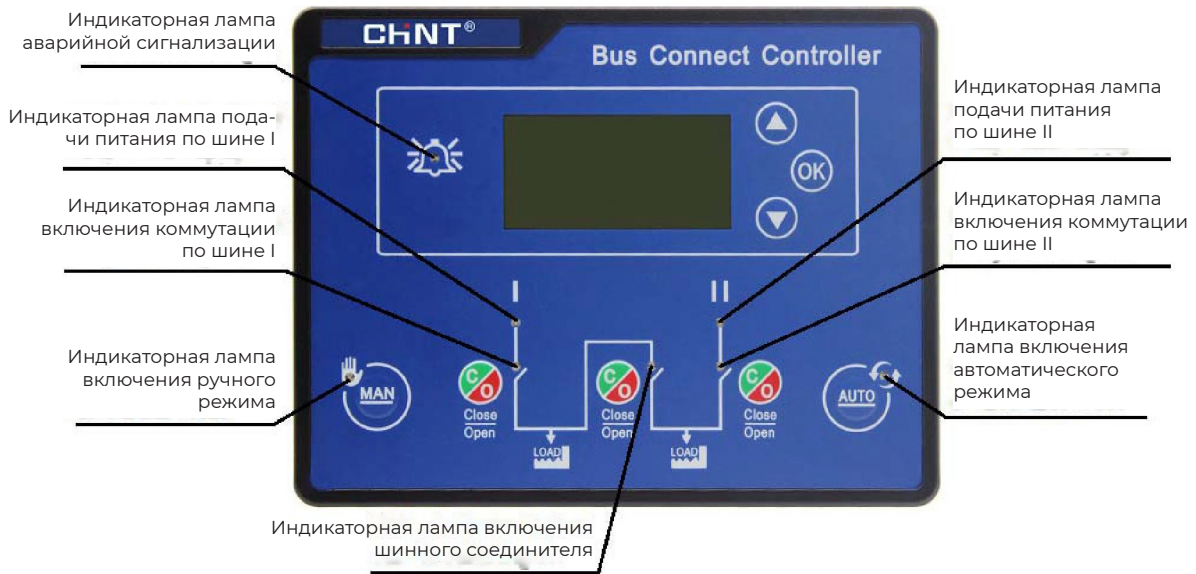 Индикаторная лампа
аварийной сигнализации
Индикаторная лампа пода-
чи питания по шине I
Индикаторная лампа
включения коммутации
по шине I
Индикаторная лампа
включения ручного
режима
CHNT®
Bus Connect Controller
OK
I
II
MAN
C/O
Close
Open
LOAD
C/O
Close
Open
LOAD
C/O
Close
Open
AUTO
Индикаторная лампа
подачи питания
по шине II
Индикаторная лампа
включения коммутации
по шине II
Индикаторная
лампа включения
автоматического
режима
Индикаторная лампа включения
шинного соединителя